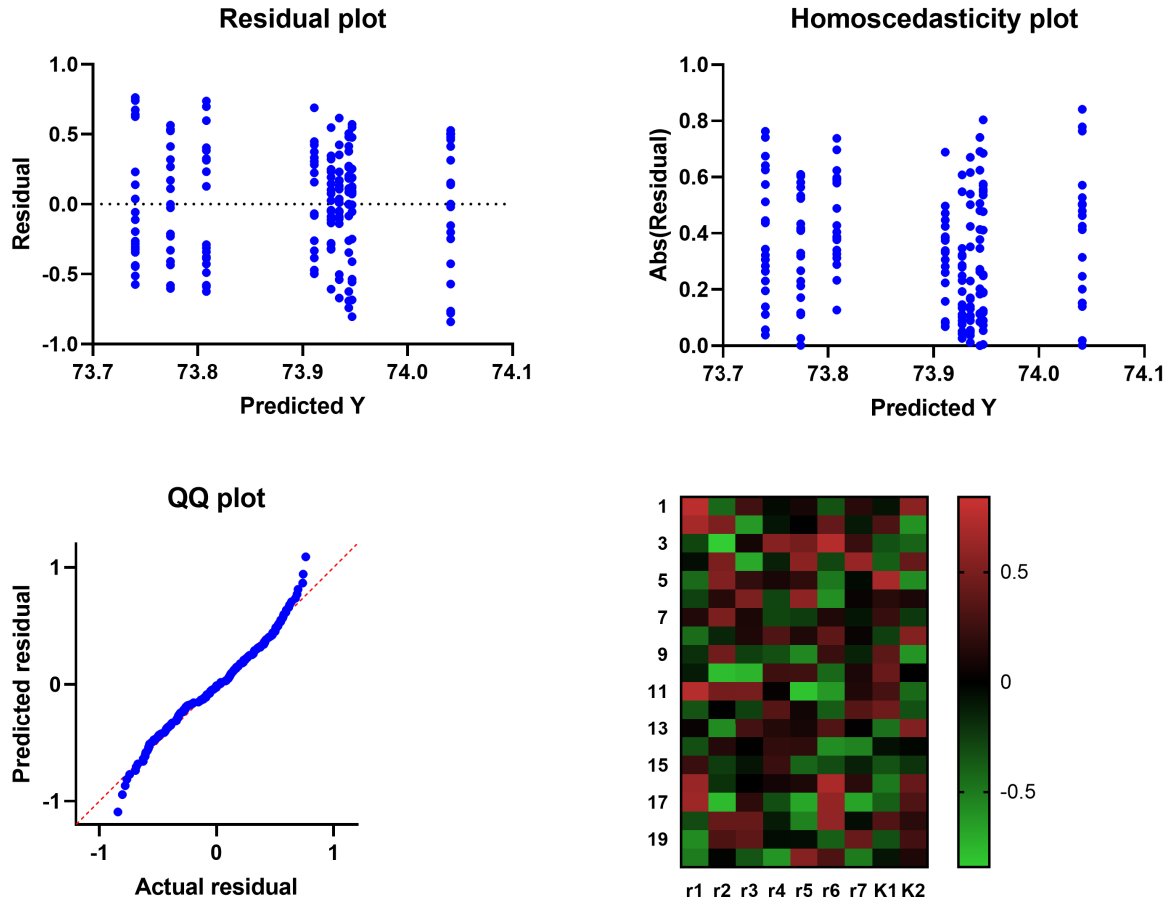 Residual plot
1.0
0.5
0.0
-0.5
-1.0
Residual
73.7 73.8 73.9 74.0 74.1
Predicted Y
Homoscedasticity plot
1.0
0.8
0.6
0.4
0.2
0.0
Abs(Residual)
73.7 73.8 73.9 74.0 74.1
Predicted Y
QQ plot
1
0
-1
Predicted residual
-1 0 1
Actual residual
1
3
5
7
9
11
13
15
17
19
r1 r2 r3 r4 r5 r6 r7 K1 K2
0.5
0
-0.5